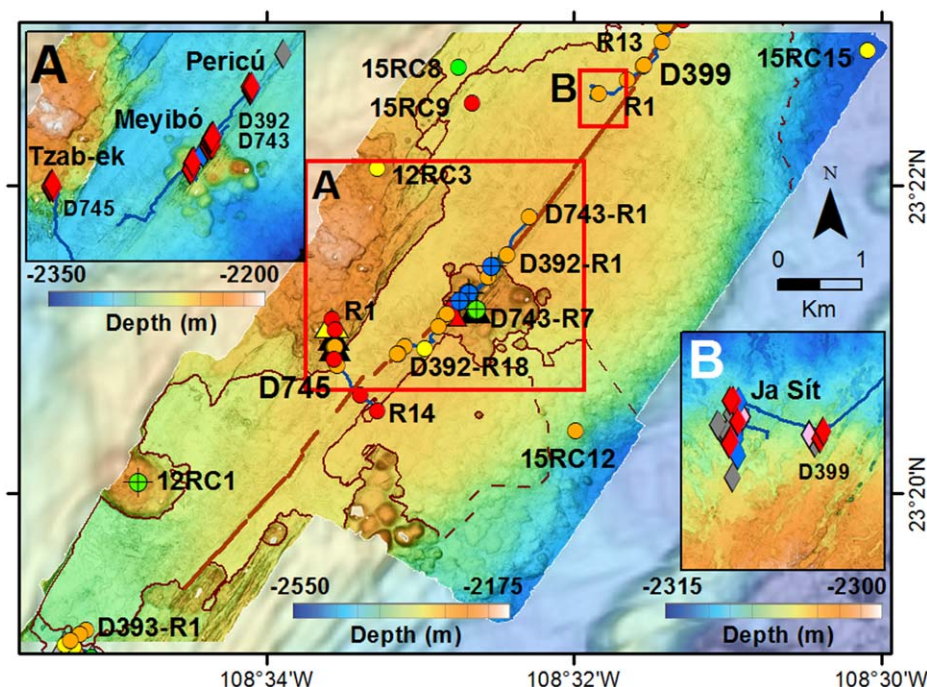 A
Pericú
Meyibó
D392
D743
Tzab-ek
D745
-2350
-2200
Depth (m)
15RC8
15RC9
12RC3
R13
D399
B
R1
15RC15
A
D743-R1
D392-R1
R1
D743-R7
D392-R18
D745
R14
15RC12
12RC1
D393-R1
N
0
1
Km
B
Ja Sít
D399
-2550
-2175
Depth (m)
-2315
-2300
Depth (m)
23°22'N
23°20'N
108°34'W
108°32'W
108°30'W